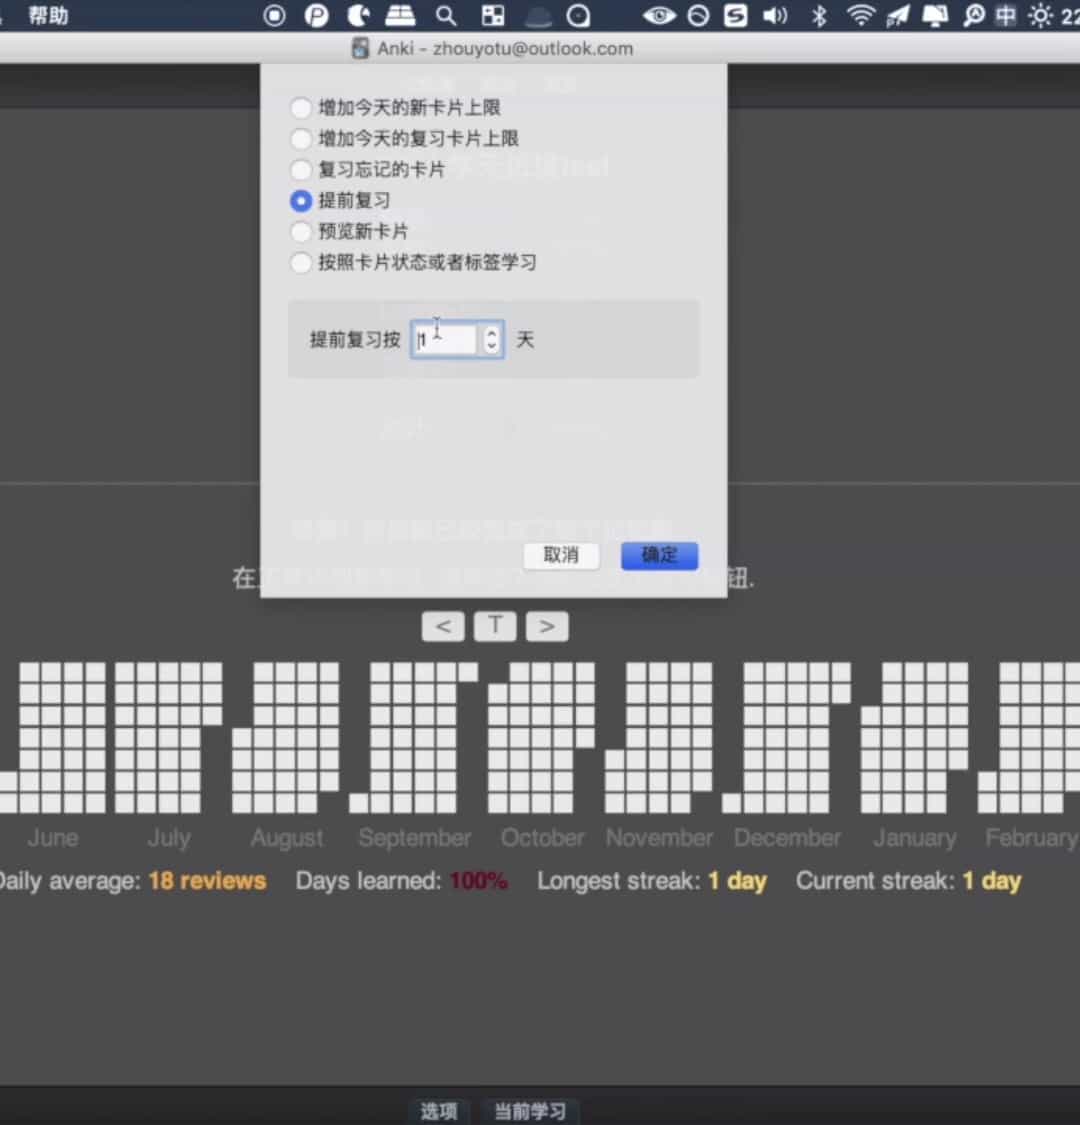 帮助
中
22
Anki - zhouyotu@outlook.com
增加今天的新卡片上限
增加今天的复习卡片上限
复习忘记的卡片
提前复习
预览新卡片
按照卡片状态或者标签学习
提前复习按 1 天
取消 确定
在 钮.
< T >
June July August September October November December January February
Daily average: 18 reviews Days learned: 100% Longest streak: 1 day Current streak: 1 day
选项 当前学习